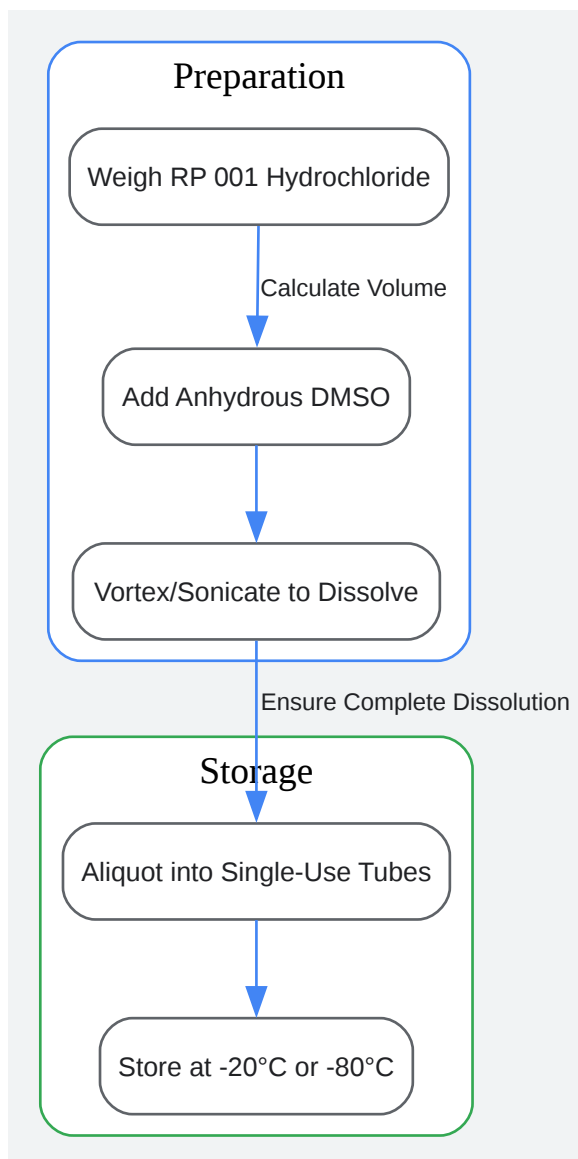 Preparation
Weigh RP 001 Hydrochloride
Calculate Volume
Add Anhydrous DMSO
Vortex/Sonicate to Dissolve
Ensure Complete Dissolution
Storage
Aliquot into Single-Use Tubes
Store at -20°C or -80°C